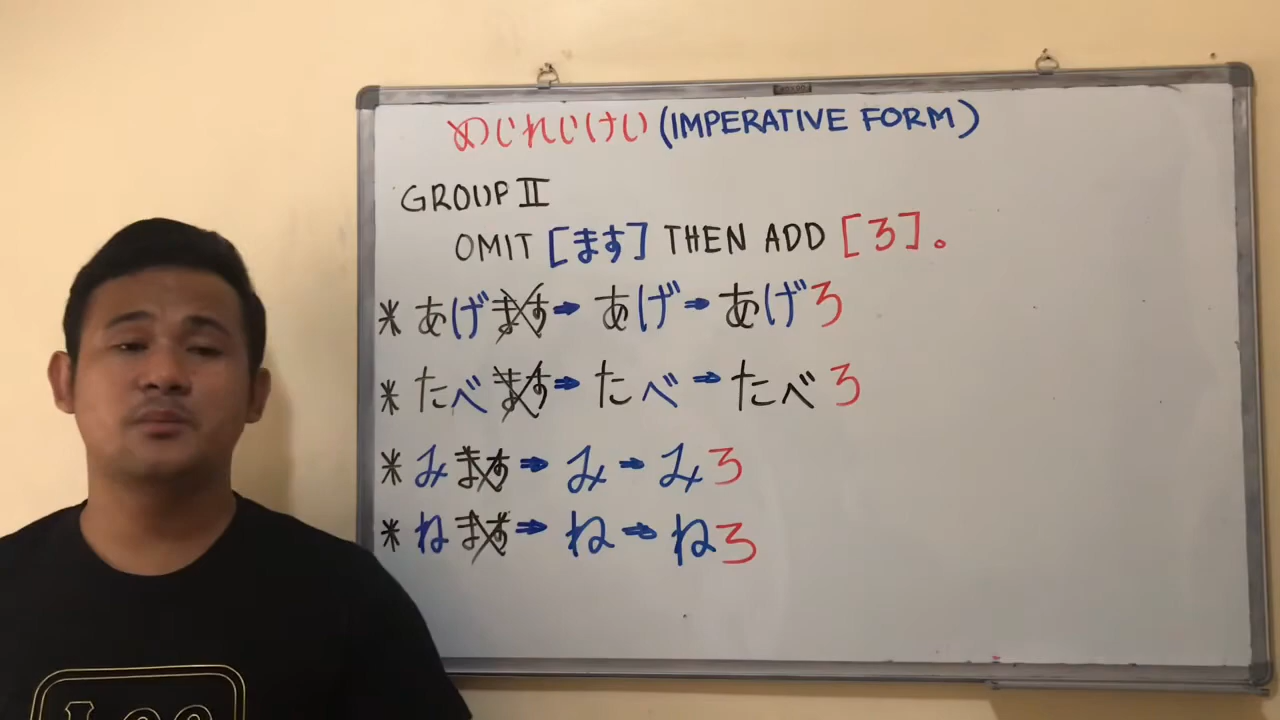 めじれじけい (IMPERATIVE FORM)
GROUP II
OMIT [ます] THEN ADD [ろ]。
* あげます ➡ あげ ➡ あげろ
* たべます ➡ たべ ➡ たべろ
* みます ➡ み ➡ みろ
* ねます ➡ ね ➡ ねろ